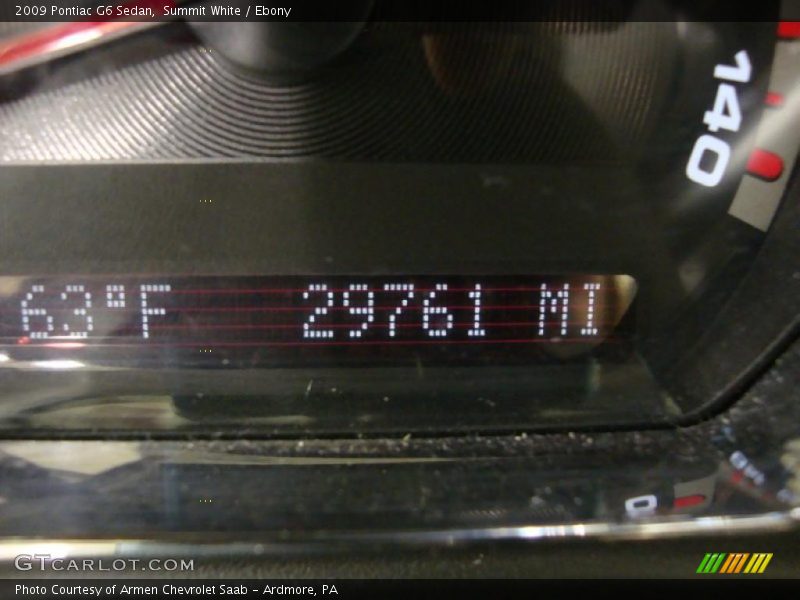 2009 Pontiac G6 Sedan,  Summit White / Ebony
140
63°F 29761 MI
0
GTCARLOT.COM
Photo Courtesy of Armen Chevrolet Saab - Ardmore, PA